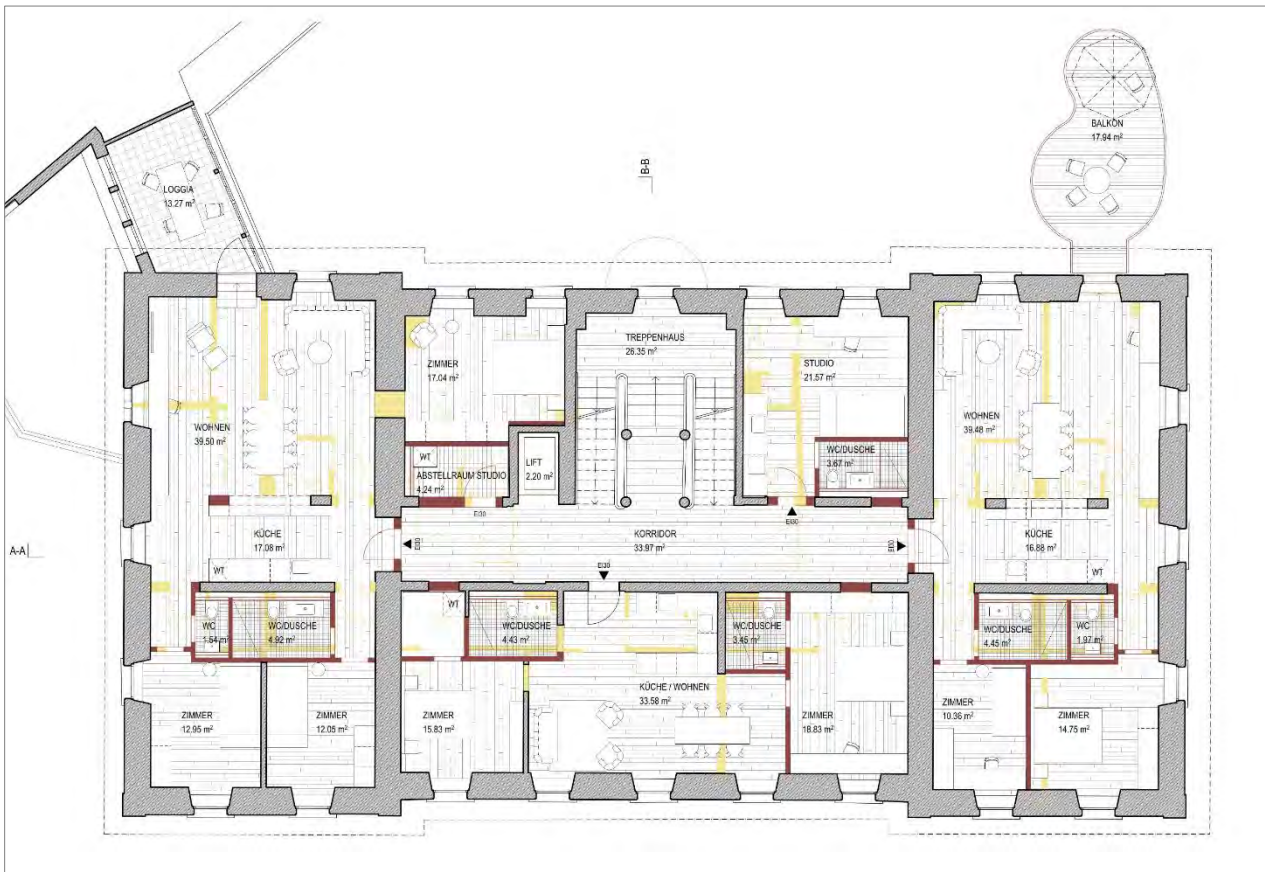 BALKON
17.94 m²
B-B
LOGGIA
13.27 m²
TREPPENHAUS
26.35 m²
ZIMMER
17.04 m²
STUDIO
21.57 m²
WOHNEN
39.50 m²
WOHNEN
39.48 m²
WT
ABSTELLRAUM STUDIO
4.24 m²
LIFT
2.20 m²
WC/DUSCHE
3.67 m²
EI30
EI30
A-A
KÜCHE
17.08 m²
EI30
KORRIDOR
33.97 m²
EI30
KÜCHE
16.88 m²
WT
EI30
WT
WT
WC
1.54 m²
WC/DUSCHE
4.92 m²
WC/DUSCHE
4.43 m²
WC/DUSCHE
3.45 m²
WC/DUSCHE
4.45 m²
WC
1.97 m²
ZIMMER
12.95 m²
ZIMMER
12.05 m²
ZIMMER
15.83 m²
KÜCHE / WOHNEN
33.58 m²
ZIMMER
18.83 m²
ZIMMER
10.36 m²
ZIMMER
14.75 m²